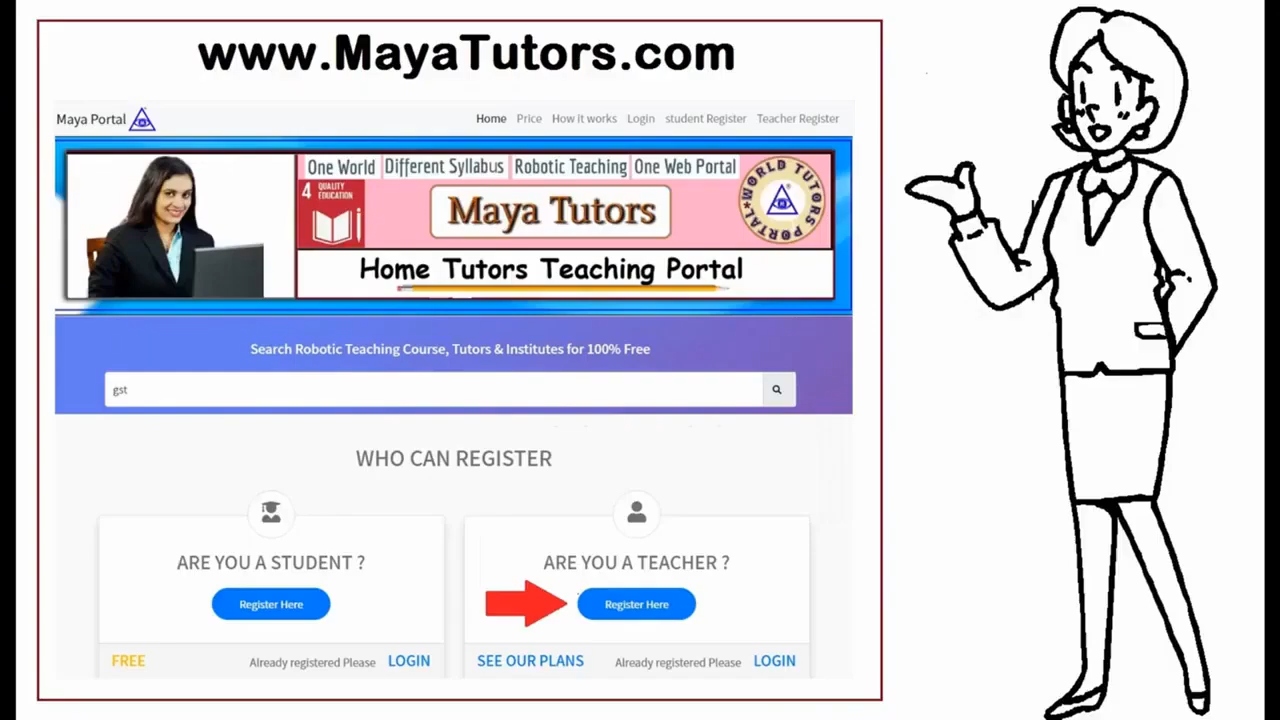 www.MayaTutors.com
Maya Portal
Home Price How it works Login student Register Teacher Register
One World Different Syllabus Robotic Teaching One Web Portal
4 QUALITY EDUCATION
Maya Tutors
WORLD TUTORS PORTAL
Home Tutors Teaching Portal
Search Robotic Teaching Course, Tutors & Institutes for 100% Free
gst
WHO CAN REGISTER
ARE YOU A STUDENT ?
Register Here
FREE Already registered Please LOGIN
ARE YOU A TEACHER ?
Register Here
SEE OUR PLANS Already registered Please LOGIN